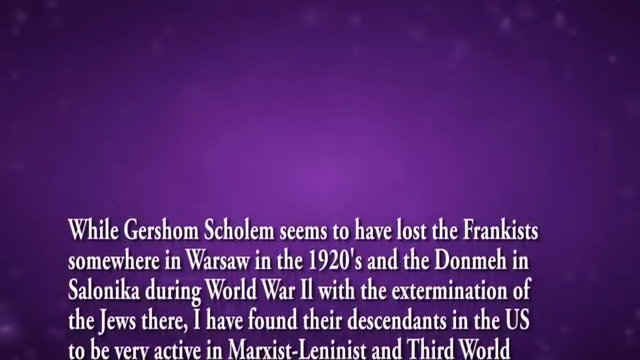 While Gershom Scholem seems to have lost the Frankists
somewhere in Warsaw in the 1920's and the Donmeh in
Salonika during World War II with the extermination of
the Jews there, I have found their descendants in the US
to be very active in Marxist-Leninist and Third World